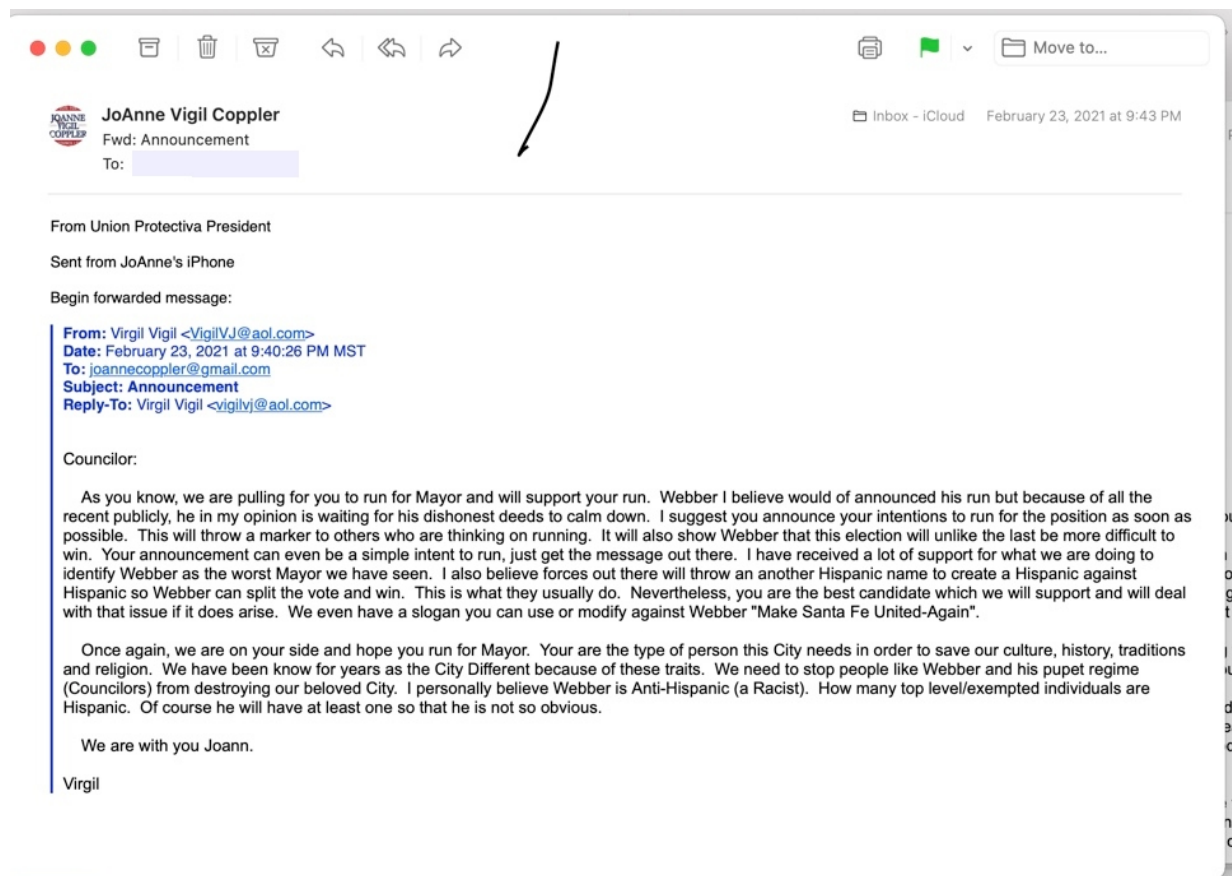 Move to...
JOANNE
VIGIL
COPPLER
JoAnne Vigil Coppler
Inbox - iCloud February 23, 2021 at 9:43 PM
Fwd: Announcement
To:
From Union Protectiva President
Sent from JoAnne's iPhone
Begin forwarded message:
From: Virgil Vigil <VigilVJ@aol.com>
Date: February 23, 2021 at 9:40:26 PM MST
To: joannecoppler@gmail.com
Subject: Announcement
Reply-To: Virgil Vigil <vigilvj@aol.com>
Councilor:
As you know, we are pulling for you to run for Mayor and will support your run. Webber I believe would of announced his run but because of all the
recent publicly, he in my opinion is waiting for his dishonest deeds to calm down. I suggest you announce your intentions to run for the position as soon as
possible. This will throw a marker to others who are thinking on running. It will also show Webber that this election will unlike the last be more difficult to
win. Your announcement can even be a simple intent to run, just get the message out there. I have received a lot of support for what we are doing to
identify Webber as the worst Mayor we have seen. I also believe forces out there will throw an another Hispanic name to create a Hispanic against
Hispanic so Webber can split the vote and win. This is what they usually do. Nevertheless, you are the best candidate which we will support and will deal
with that issue if it does arise. We even have a slogan you can use or modify against Webber "Make Santa Fe United-Again".
Once again, we are on your side and hope you run for Mayor. Your are the type of person this City needs in order to save our culture, history, traditions
and religion. We have been know for years as the City Different because of these traits. We need to stop people like Webber and his pupet regime
(Councilors) from destroying our beloved City. I personally believe Webber is Anti-Hispanic (a Racist). How many top level/exempted individuals are
Hispanic. Of course he will have at least one so that he is not so obvious.
We are with you Joann.
Virgil